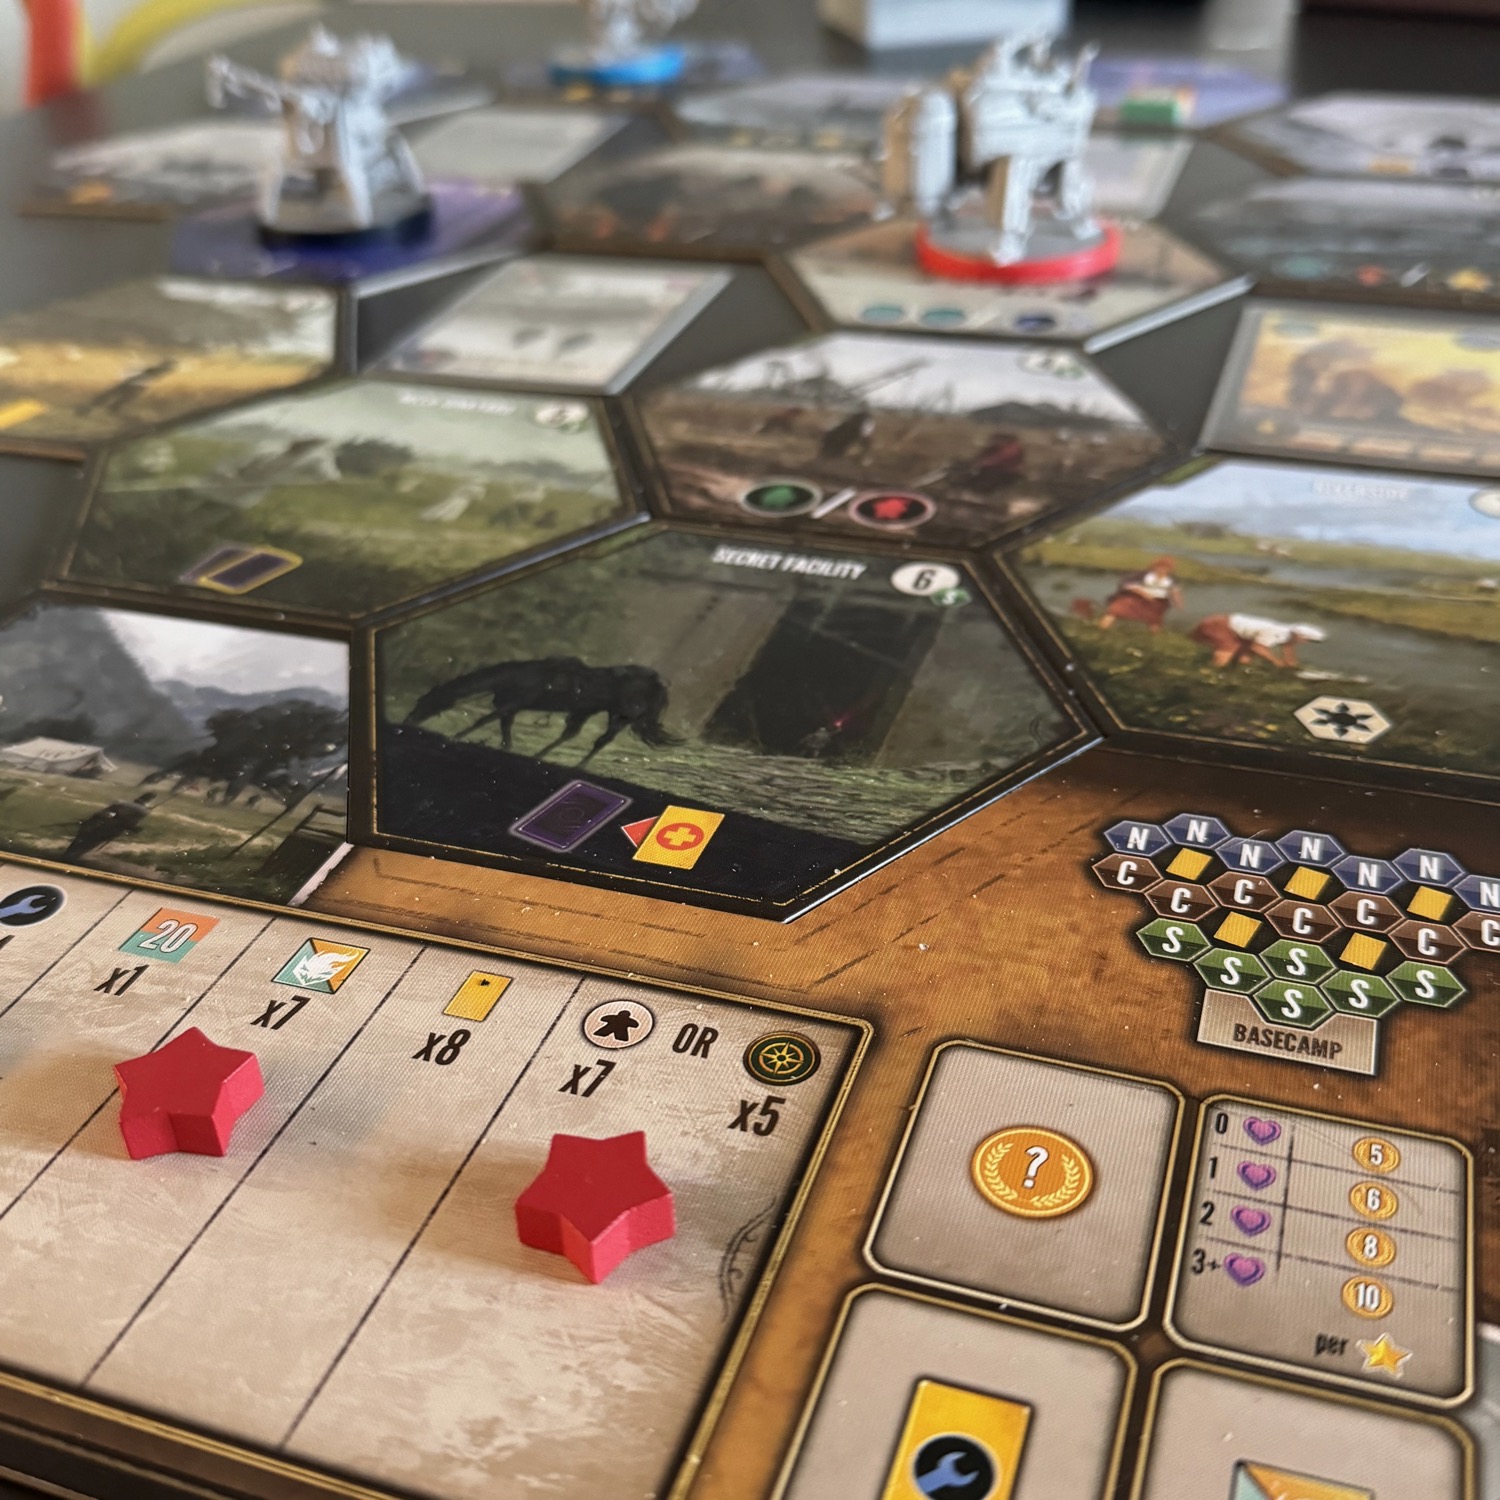 SECRET FACILITY
6
S
20
x1
x7
x8
OR
x7
x5
N N N N N N N
C C C C C C C
S S S S S S
BASECAMP
?
0 5
1 6
2 8
3+ 10
per